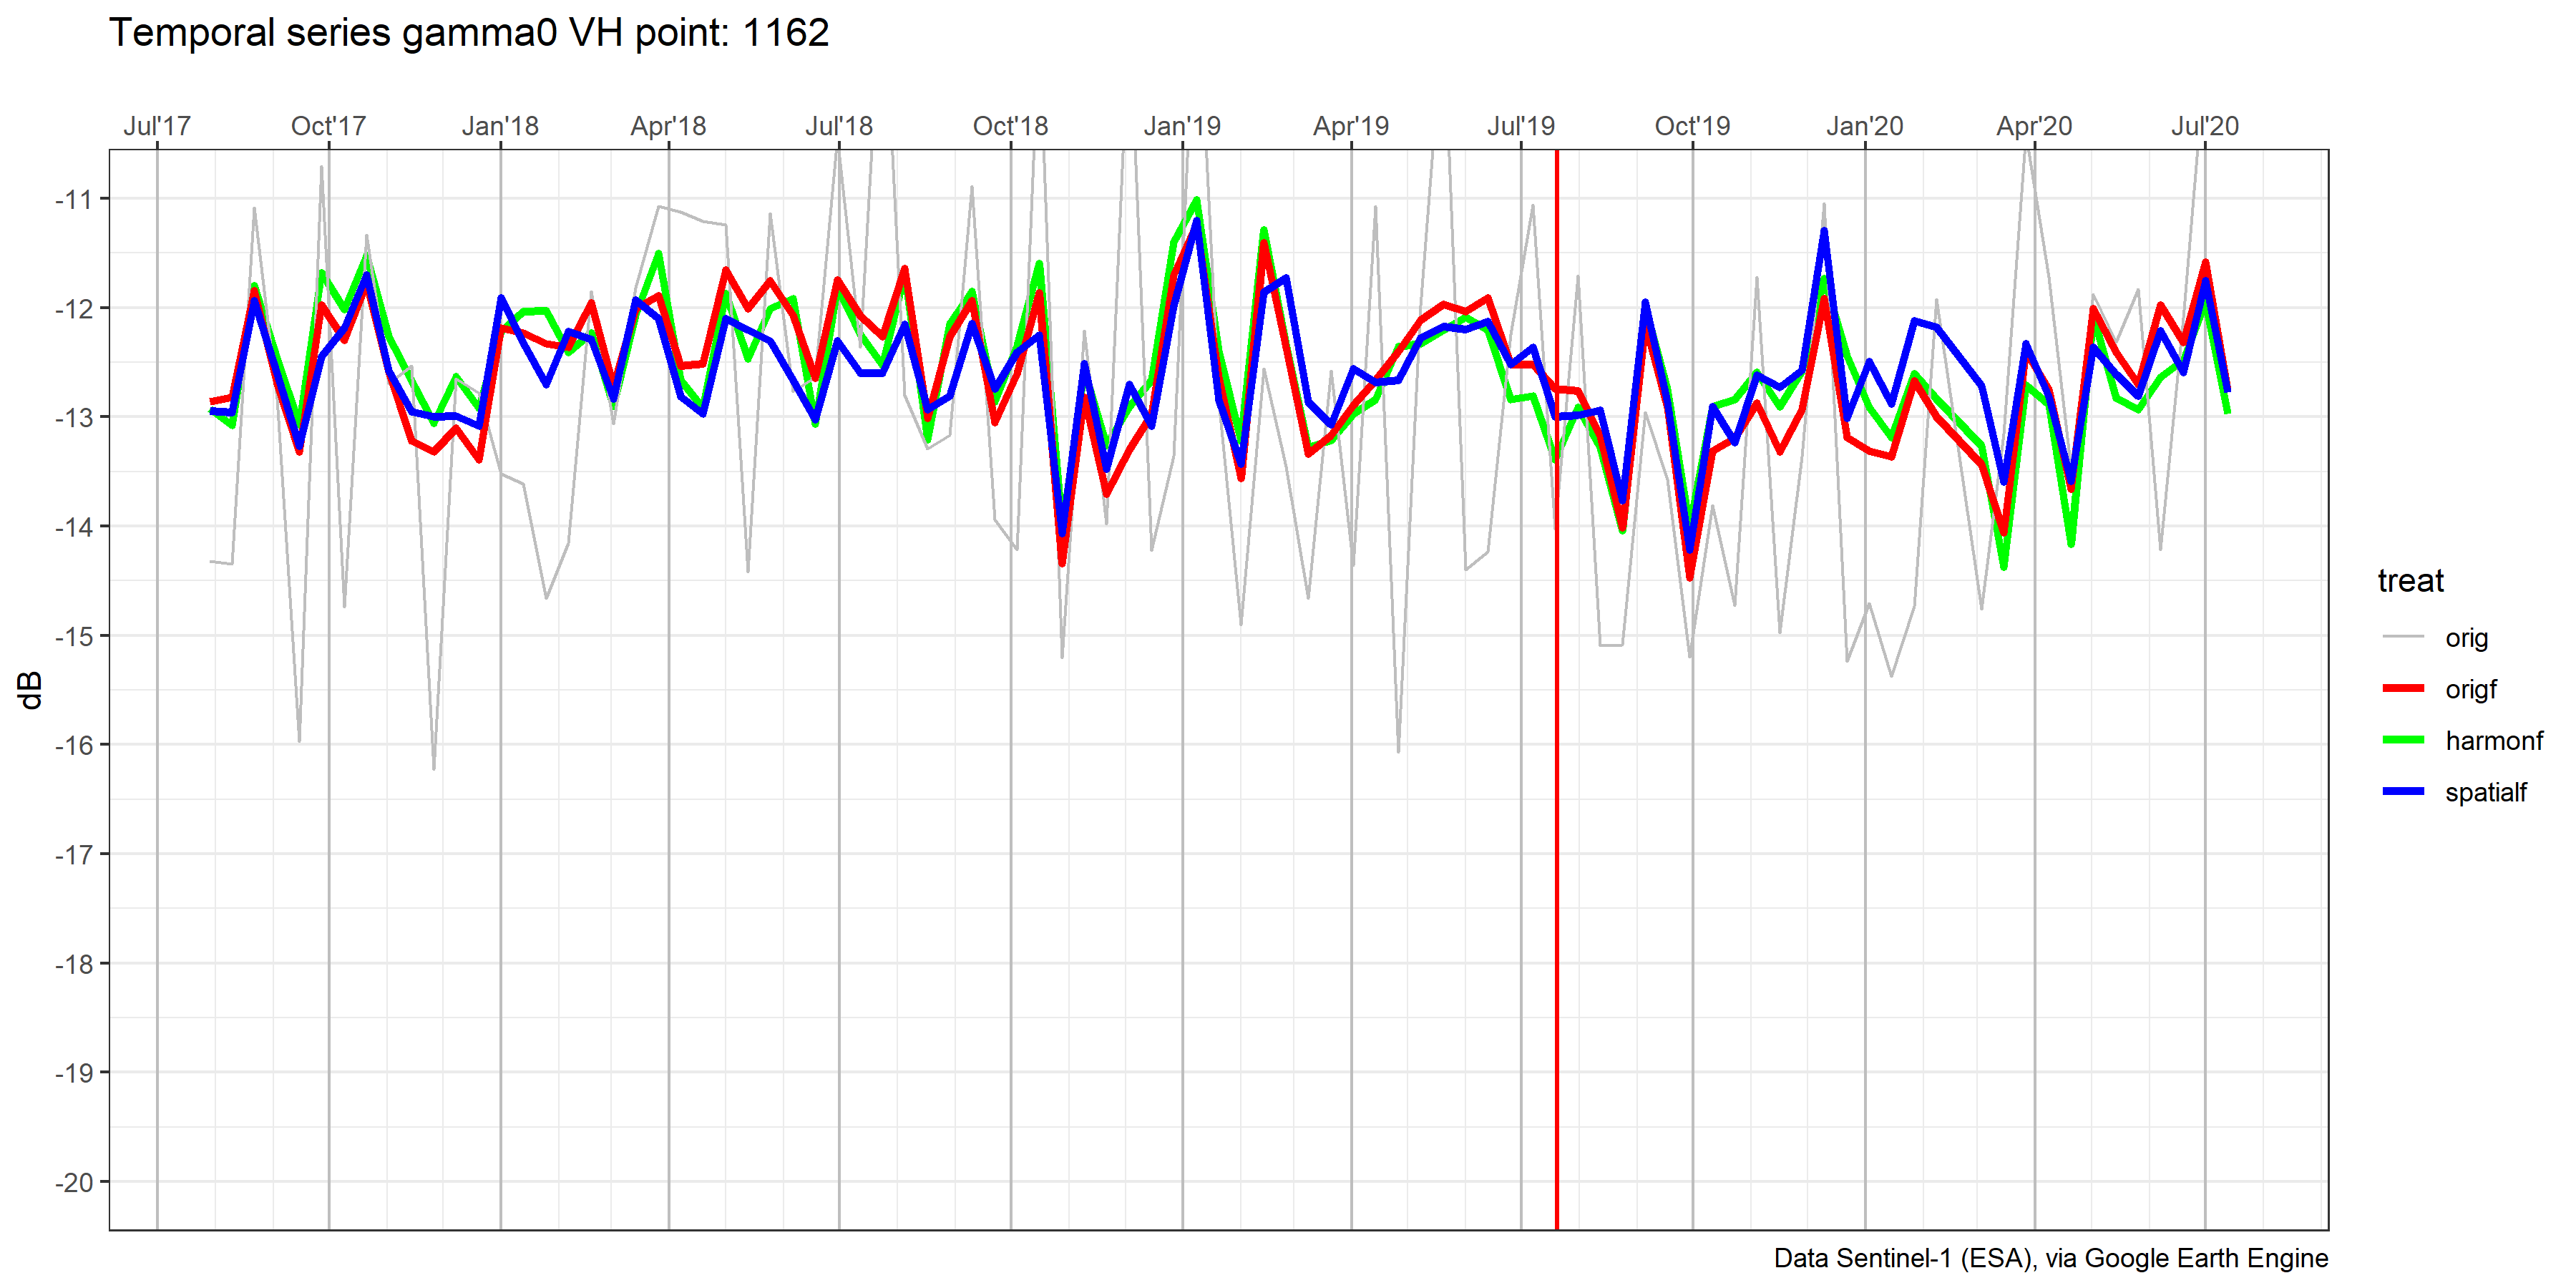 Temporal series gamma0 VH point: 1162
Jul'17 Oct'17 Jan'18 Apr'18 Jul'18 Oct'18 Jan'19 Apr'19 Jul'19 Oct'19 Jan'20 Apr'20 Jul'20
-11
-12
-13
-14
-15
-16
-17
-18
-19
-20
dB
treat
orig
origf
harmonf
spatialf
Data Sentinel-1 (ESA), via Google Earth Engine